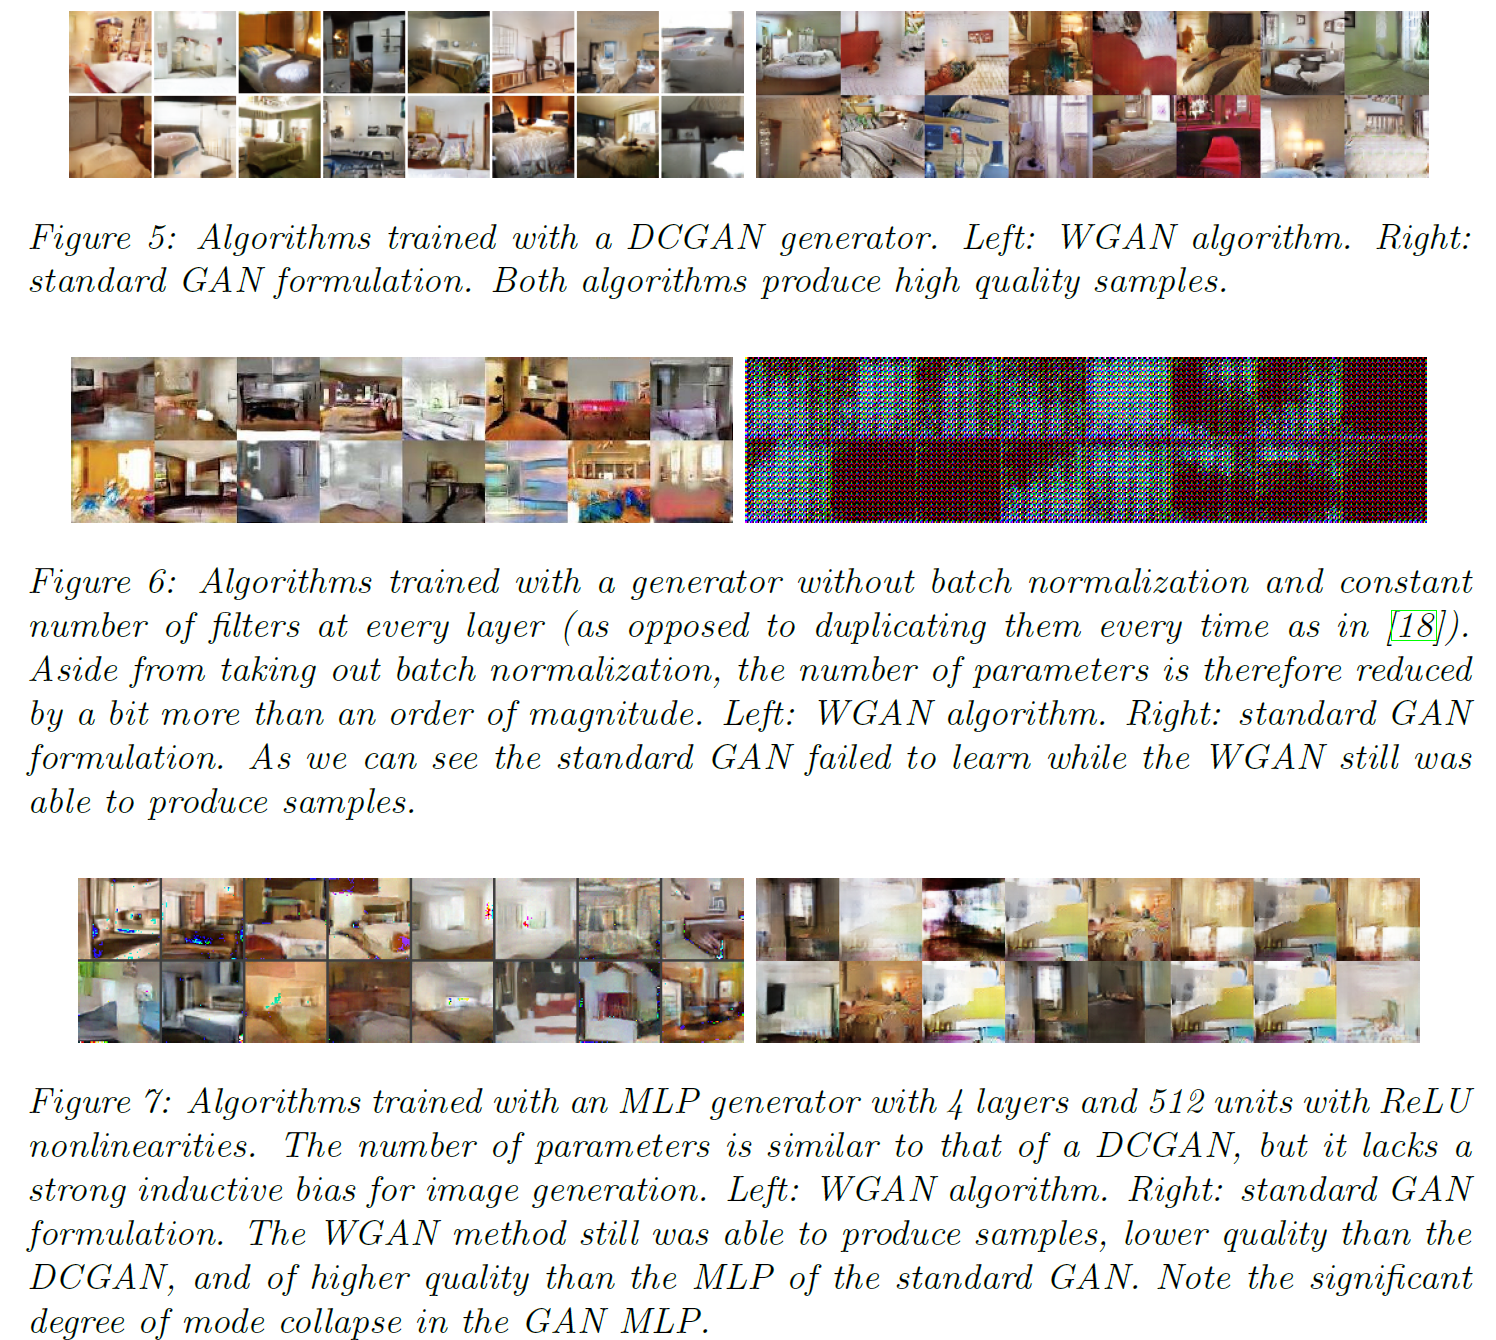 Figure 5: Algorithms trained with a DCGAN generator. Left: WGAN algorithm. Right:
standard GAN formulation. Both algorithms produce high quality samples.
Figure 6: Algorithms trained with a generator without batch normalization and constant
number of filters at every layer (as opposed to duplicating them every time as in [18]).
Aside from taking out batch normalization, the number of parameters is therefore reduced
by a bit more than an order of magnitude. Left: WGAN algorithm. Right: standard GAN
formulation. As we can see the standard GAN failed to learn while the WGAN still was
able to produce samples.
Figure 7: Algorithms trained with an MLP generator with 4 layers and 512 units with ReLU
nonlinearities. The number of parameters is similar to that of a DCGAN, but it lacks a
strong inductive bias for image generation. Left: WGAN algorithm. Right: standard GAN
formulation. The WGAN method still was able to produce samples, lower quality than the
DCGAN, and of higher quality than the MLP of the standard GAN. Note the significant
degree of mode collapse in the GAN MLP.